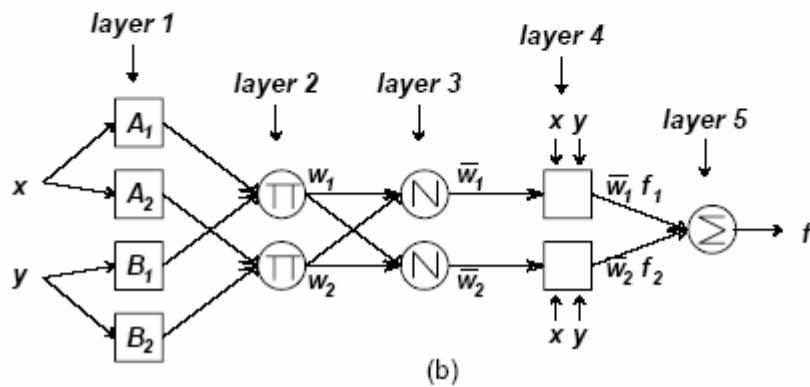 layer 1
layer 2
layer 3
layer 4
layer 5
x
y
A₁
A₂
B₁
B₂
Π
Π
w₁
w₂
N
N
w̅₁
w̅₂
x y
x y
w̅₁ f₁
w̅₂ f₂
Σ
f
(b)